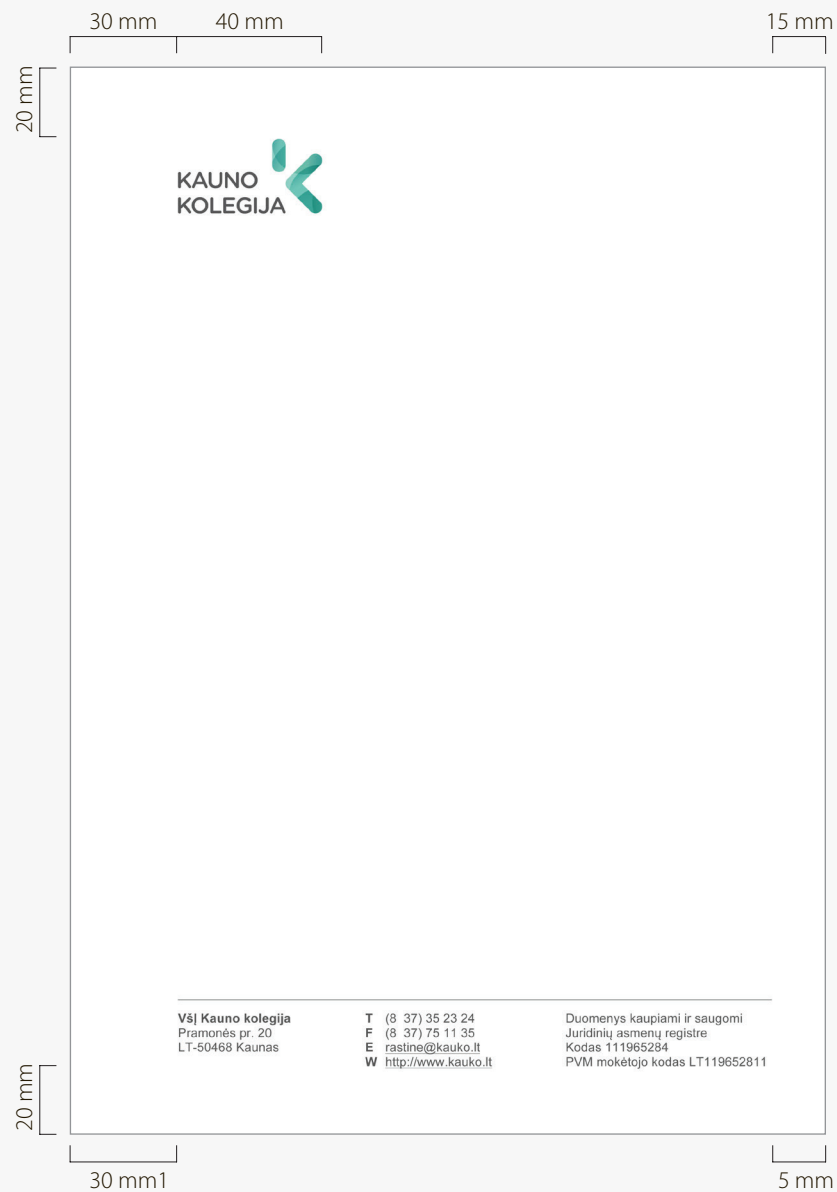 30 mm 40 mm 15 mm
20 mm
KAUNO
KOLEGIJA
VšĮ Kauno kolegija
Pramonės pr. 20
LT-50468 Kaunas
T (8 37) 35 23 24
F (8 37) 75 11 35
E rastine@kauko.lt
W http://www.kauko.lt
Duomenys kaupiami ir saugomi
Juridinių asmenų registre
Kodas 111965284
PVM mokėtojo kodas LT119652811
20 mm
30 mm1 5 mm